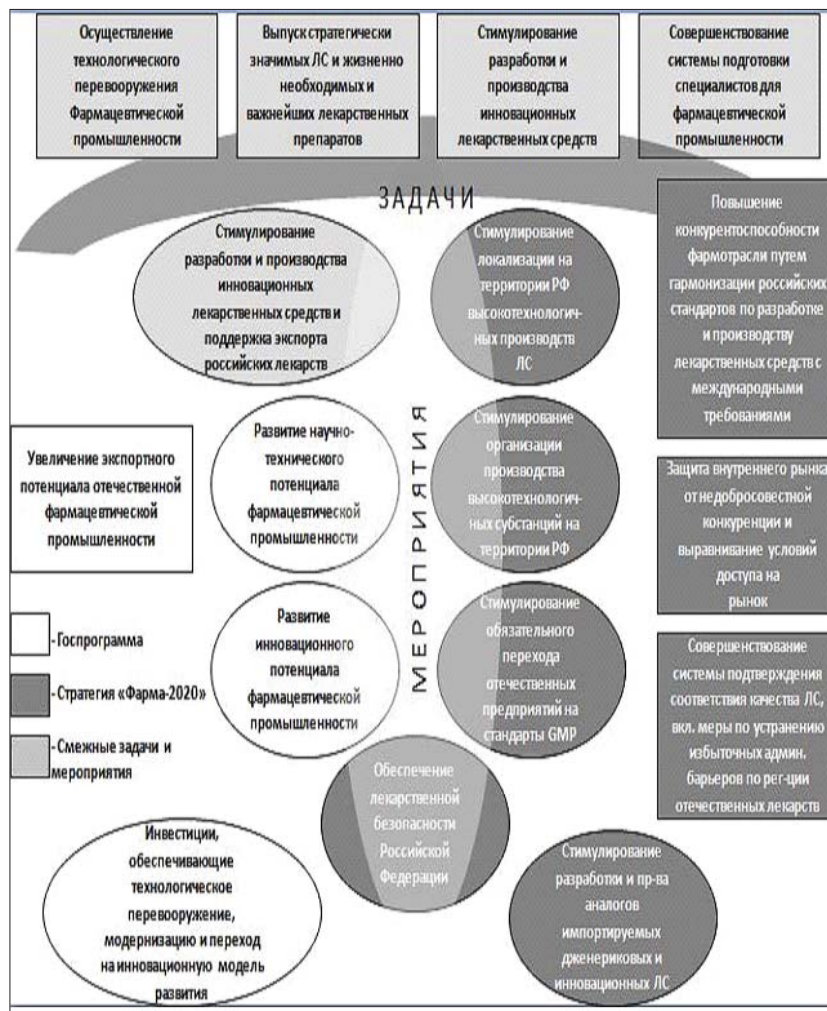 Осуществление
технологического
перевооружения
Фармацевтической
промышленности
Выпуск стратегически
значимых ЛС и жизненно
необходимых и
важнейших лекарственных
препаратов
Стимулирование
разработки и
производства
инновационных
лекарственных средств
Совершенствование
системы подготовки
специалистов для
фармацевтической
промышленности
ЗАДАЧИ
Стимулирование
разработки и производства
инновационных
лекарственных средств и
поддержка экспорта
российских лекарств
Стимулирование
локализации на
территории РФ
высокотехнологич-
ных производств
ЛС
Повышение
конкурентоспособности
фармотрасли путем
гармонизации российских
стандартов по разработке
и производству
лекарственных средств с
международными
требованиями
МЕРОПРИЯТИЯ
Увеличение экспортного
потенциала отечественной
фармацевтической
промышленности
Развитие научно-
технического
потенциала
фармацевтической
промышленности
Стимулирование
организации
производства
высокотехнологич-
ных субстанций на
территории РФ
Защита внутреннего рынка
от недобросовестной
конкуренции и
выравнивание условий
доступа на
рынок
- Госпрограмма
- Стратегия «Фарма-2020»
- Смежные задачи и
мероприятия
Развитие
инновационного
потенциала
фармацевтической
промышленности
Стимулирование
обязательного
перехода
отечественных
предприятий на
стандарты GMP
Совершенствование
системы подтверждения
соответствия качества ЛС,
вкл. меры по устранению
избыточных админ.
барьеров по рег-ции
отечественных лекарств
Обеспечение
лекарственной
безопасности
Российской
Федерации
Инвестиции,
обеспечивающие
технологическое
перевооружение,
модернизацию и переход
на инновационную модель
развития
Стимулирование
разработки и пр-ва
аналогов
импортируемых
дженериковых и
инновационных ЛС